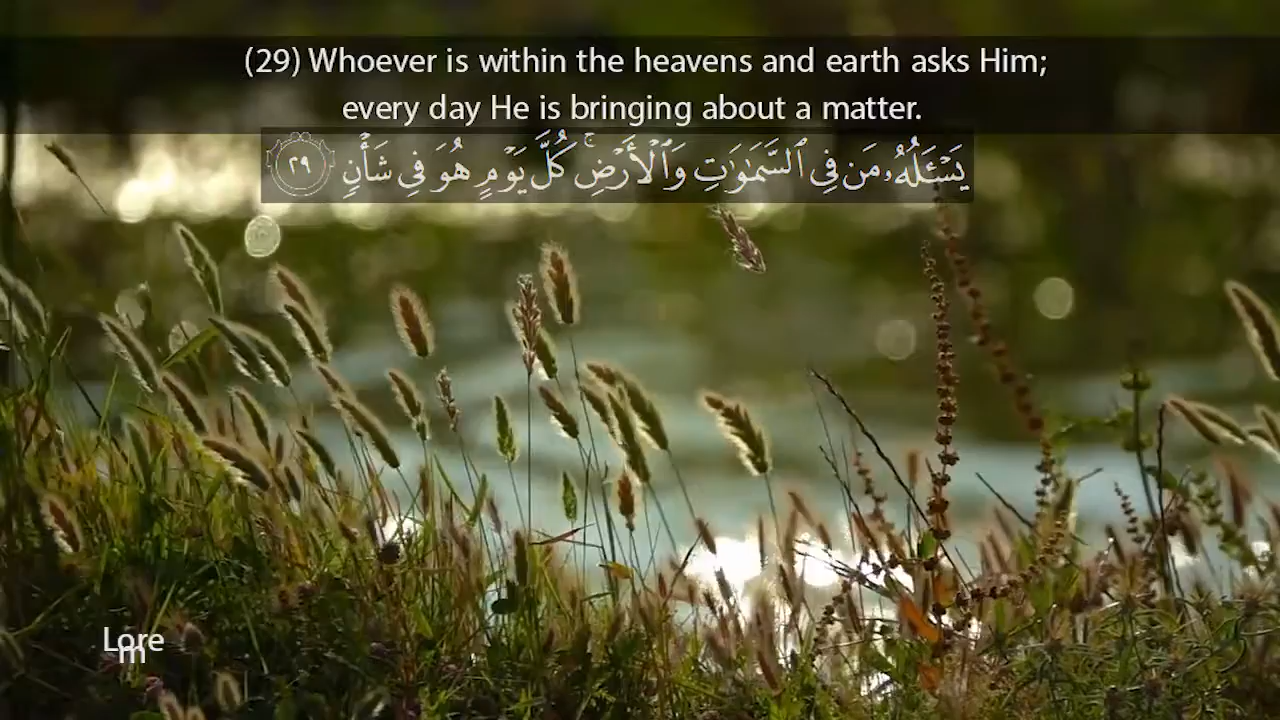 (29) Whoever is within the heavens and earth asks Him;
every day He is bringing about a matter.
يَسْـَٔلُهُۥ مَن فِى ٱلسَّمَـٰوَٰتِ وَٱلْأَرْضِ ۚ كُلَّ يَوْمٍ هُوَ فِى شَأْنٍ ٢٩
Lore
m